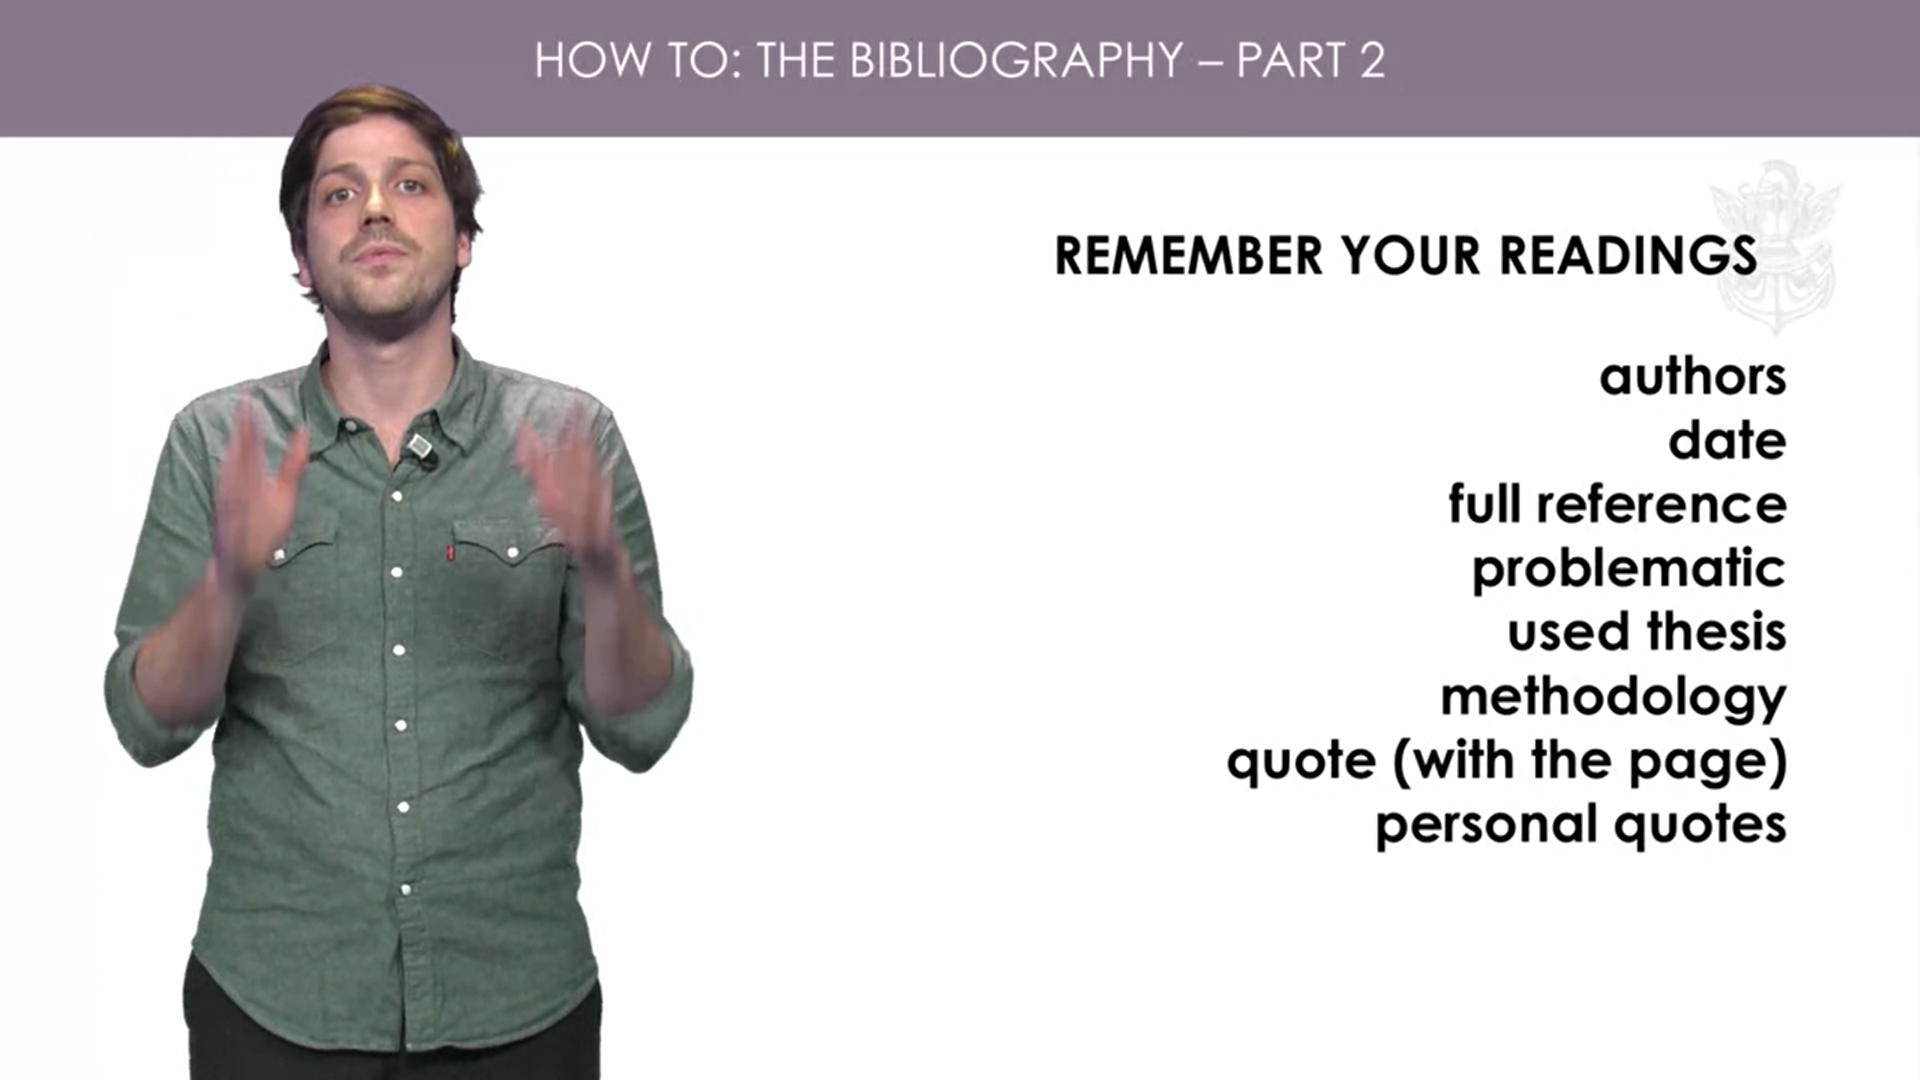 HOW TO: THE BIBLIOGRAPHY – PART 2
REMEMBER YOUR READINGS
authors
date
full reference
problematic
used thesis
methodology
quote (with the page)
personal quotes